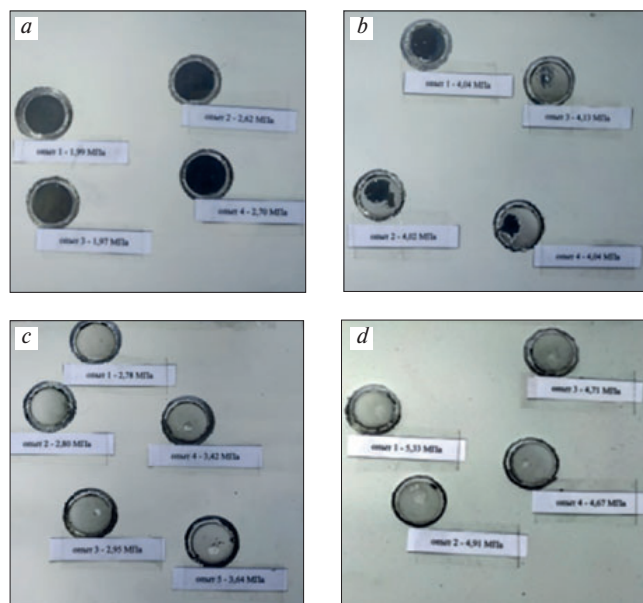 a
опыт 2 - 2,62 МПа
опыт 1 - 1,99 МПа
опыт 4 - 2,70 МПа
опыт 3 - 1,97 МПа
b
опыт 1 - 4,04 МПа
опыт 3 - 4,13 МПа
опыт 2 - 4,02 МПа
опыт 4 - 4,04 МПа
c
опыт 1 - 2,78 МПа
опыт 2 - 2,80 МПа
опыт 4 - 3,42 МПа
опыт 3 - 2,95 МПа
опыт 5 - 3,64 МПа
d
опыт 3 - 4,71 МПа
опыт 1 - 5,33 МПа
опыт 4 - 4,67 МПа
опыт 2 - 4,91 МПа